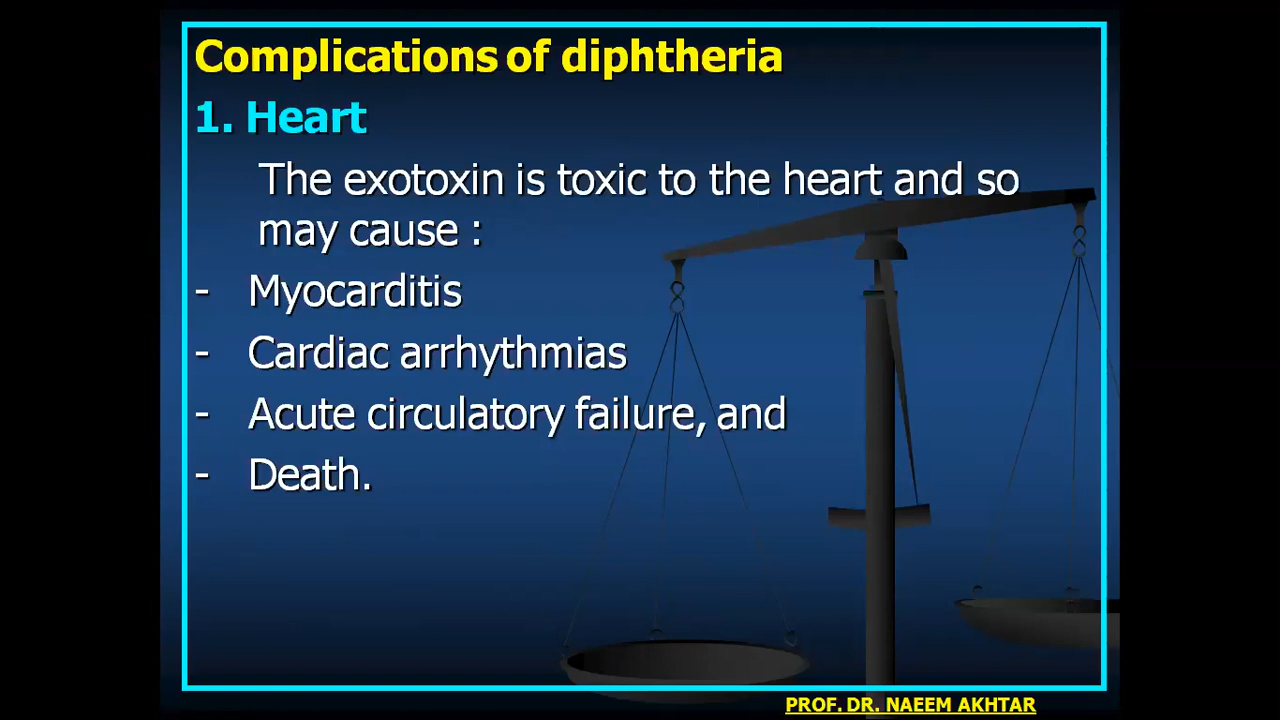 Complications of diphtheria
1. Heart
The exotoxin is toxic to the heart and so
may cause :
- Myocarditis
- Cardiac arrhythmias
- Acute circulatory failure, and
- Death.
PROF. DR. NAEEM AKHTAR